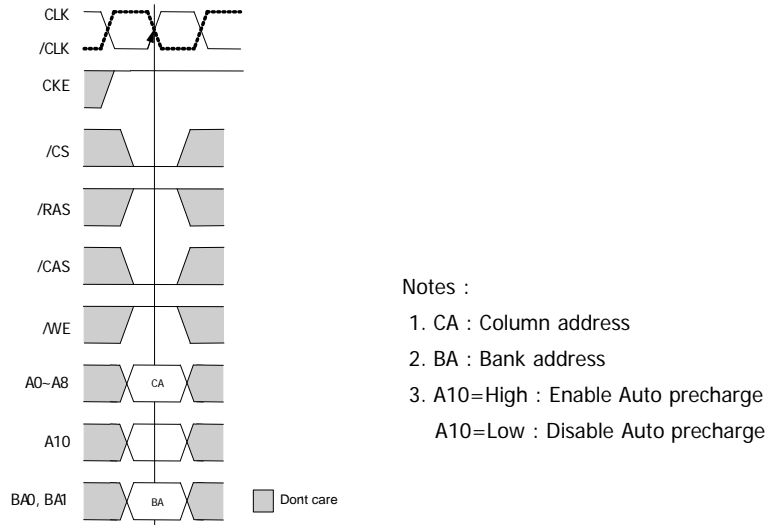 CLK
/CLK
CKE
/CS
/RAS
/CAS
/WE
A0~A8
CA
A10
BA0, BA1
BA
Dont care
Notes :
1. CA : Column address
2. BA : Bank address
3. A10=High : Enable Auto precharge
A10=Low : Disable Auto precharge